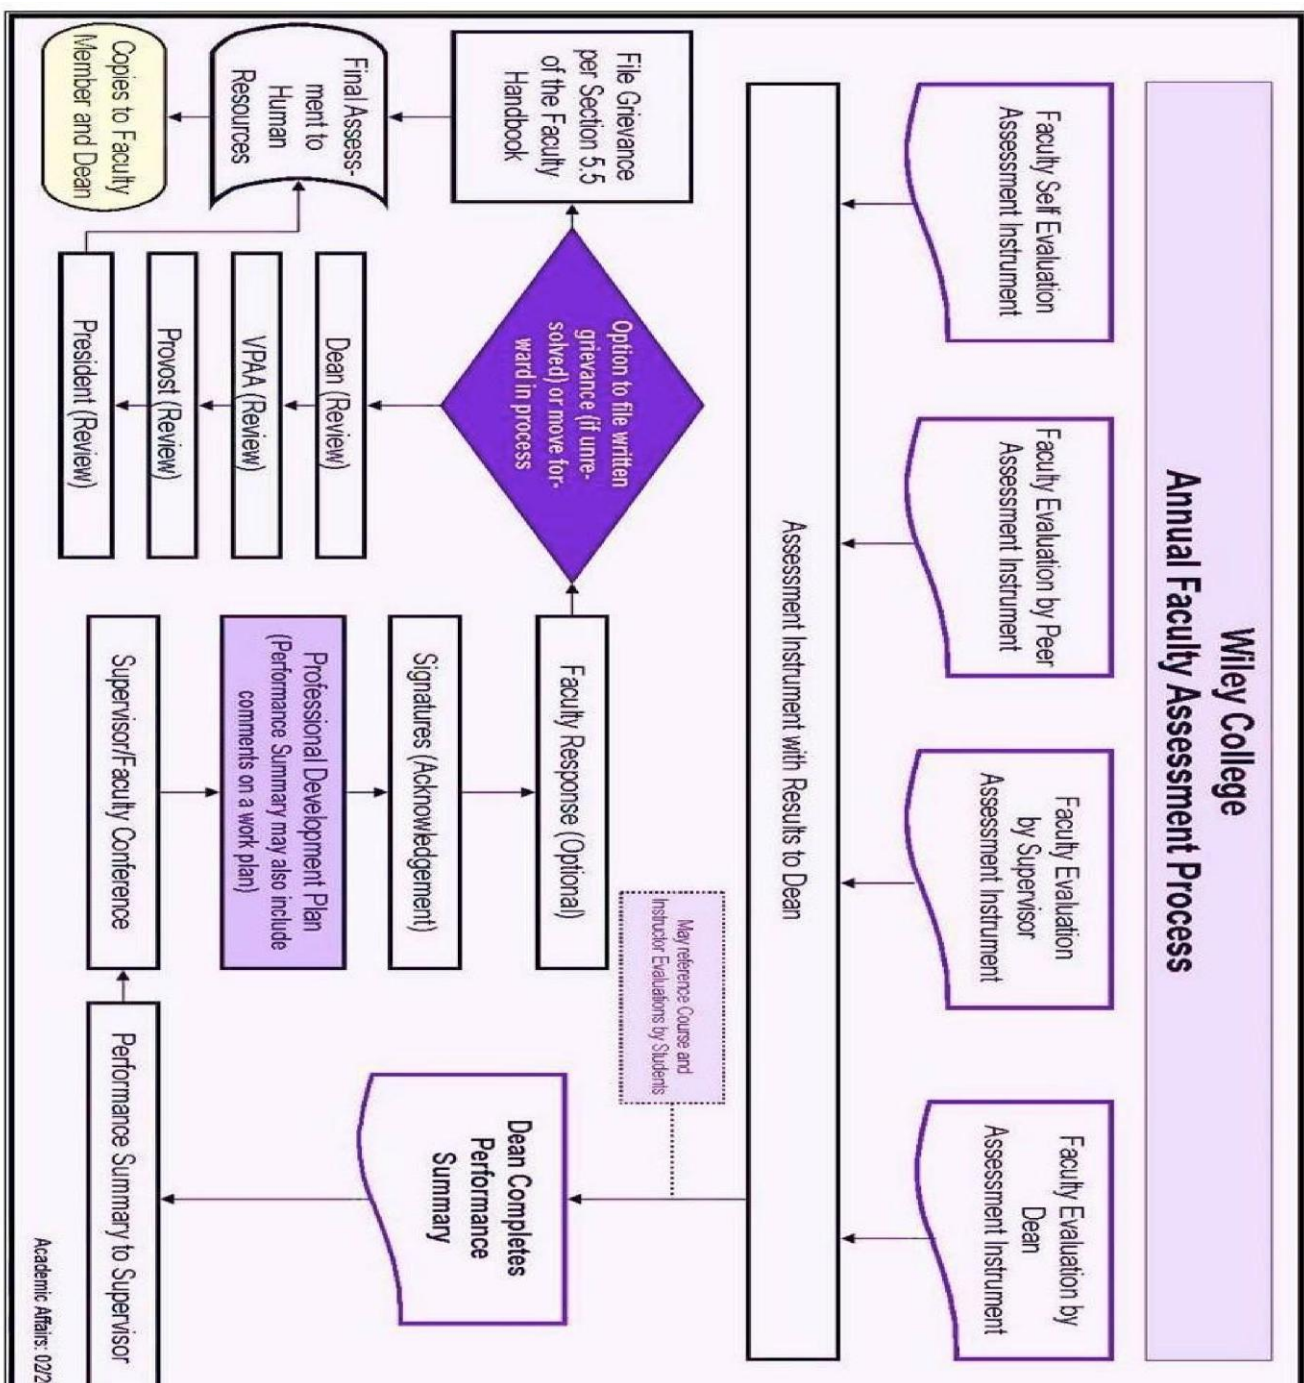 Wiley College
Annual Faculty Assessment Process
Faculty Self Evaluation
Assessment Instrument
Faculty Evaluation by Peer
Assessment Instrument
Faculty Evaluation
by Supervisor
Assessment Instrument
Faculty Evaluation by
Dean
Assessment Instrument
Assessment Instrument with Results to Dean
File Grievance
per Section 5.5
of the Faculty
Handbook
Option to file written
grievance (if unre-
solved) or move for-
ward in process
Faculty Response (Optional)
May reference Course and
Instructor Evaluations by Students
Dean Completes
Performance
Summary
Final Assess-
ment to
Human
Resources
Dean (Review)
VPAA (Review)
Provost (Review)
President (Review)
Signatures (Acknowledgement)
Professional Development Plan
(Performance Summary may also include
comments on a work plan)
Supervisor/Faculty Conference
Performance Summary to Supervisor
Copies to Faculty
Member and Dean
Academic Affairs: 02/2